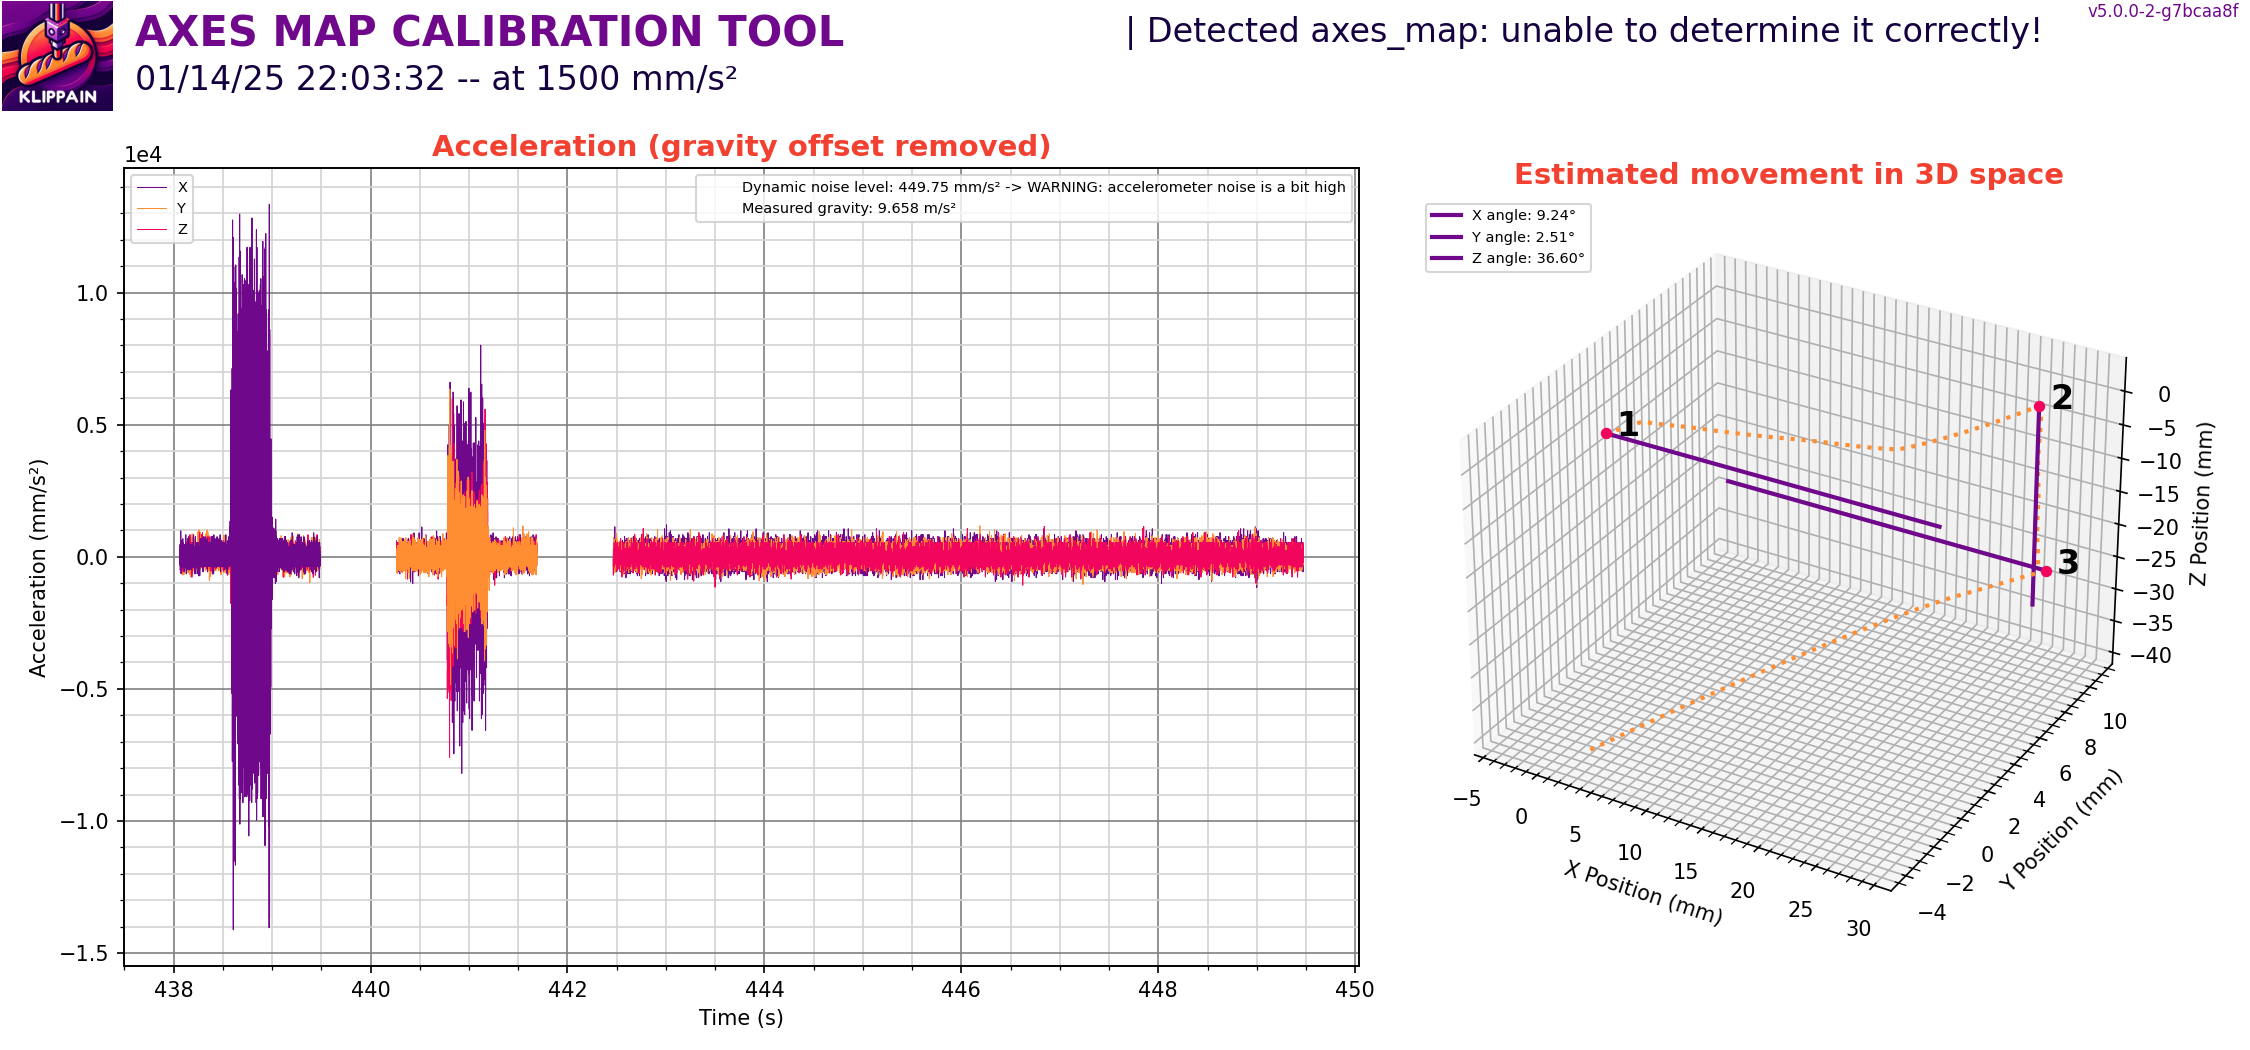 KLIPPAIN
AXES MAP CALIBRATION TOOL
01/14/25 22:03:32 -- at 1500 mm/s²
| Detected axes_map: unable to determine it correctly!
v5.0.0-2-g7bcaa8f
Acceleration (gravity offset removed)
1e4
X
Y
Z
Dynamic noise level: 449.75 mm/s² -> WARNING: accelerometer noise is a bit high
Measured gravity: 9.658 m/s²
1.0
0.5
0.0
−0.5
−1.0
−1.5
Acceleration (mm/s²)
438
440
442
444
446
448
450
Time (s)
Estimated movement in 3D space
X angle: 9.24°
Y angle: 2.51°
Z angle: 36.60°
1
2
3
0
−5
−10
−15
−20
−25
−30
−35
−40
Z Position (mm)
10
8
6
4
2
0
−2
−4
Y Position (mm)
−5
0
5
10
15
20
25
30
X Position (mm)